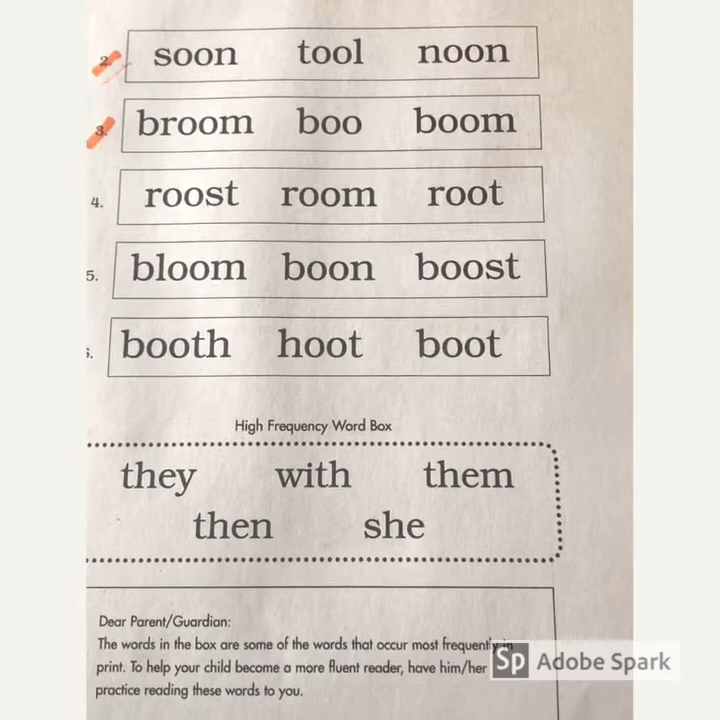 2. soon tool noon
3. broom boo boom
4. roost room root
5. bloom boon boost
booth hoot boot
High Frequency Word Box
they with them
then she
Dear Parent/Guardian:
The words in the box are some of the words that occur most frequently in
print. To help your child become a more fluent reader, have him/her
practice reading these words to you.
Sp Adobe Spark